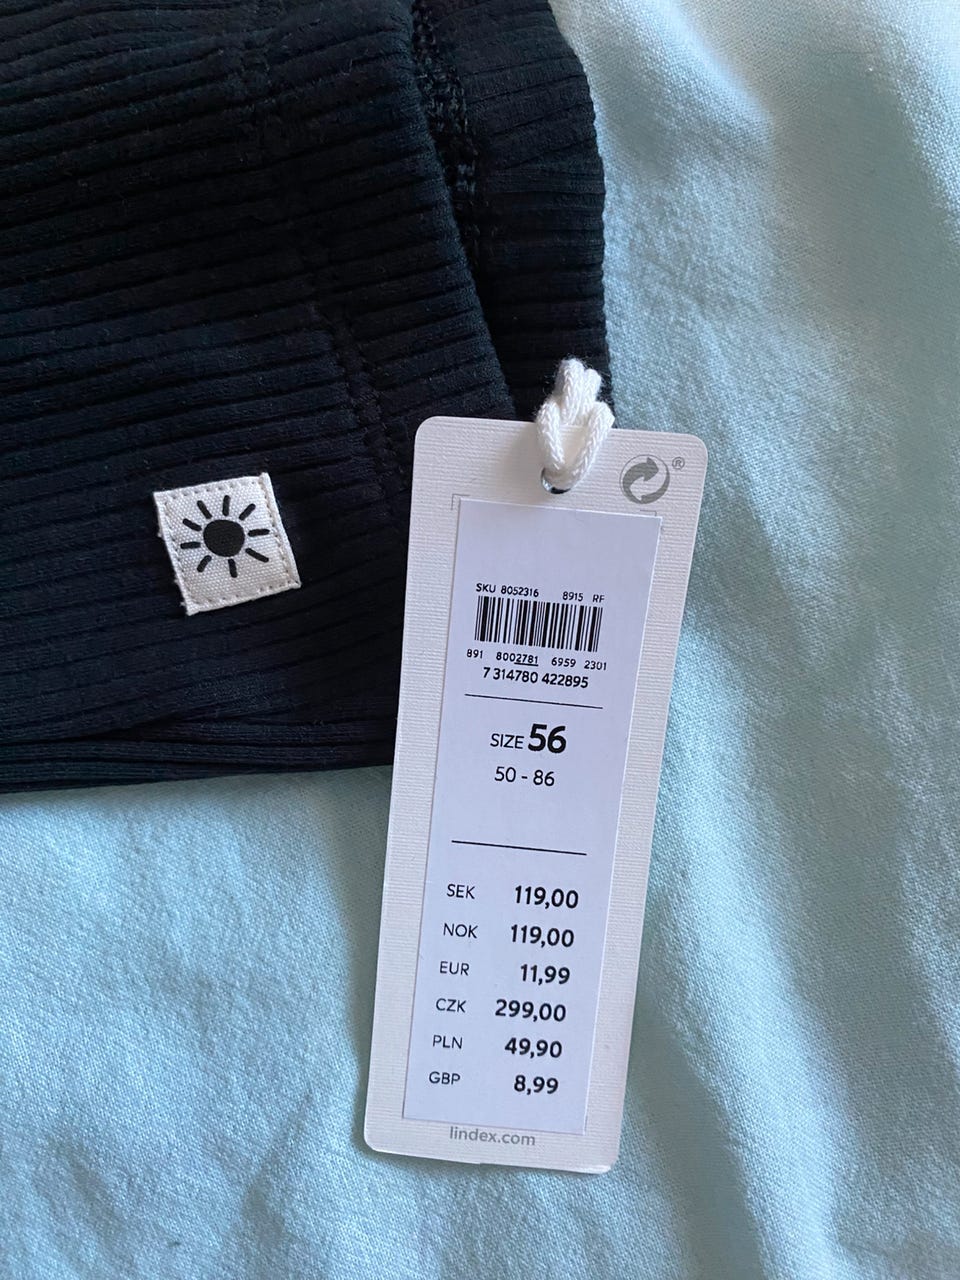 ®
SKU 8052316 8915 RF
891 8002781 6959 2301
7 314780 422895
SIZE 56
50 - 86
SEK 119,00
NOK 119,00
EUR 11,99
CZK 299,00
PLN 49,90
GBP 8,99
lindex.com